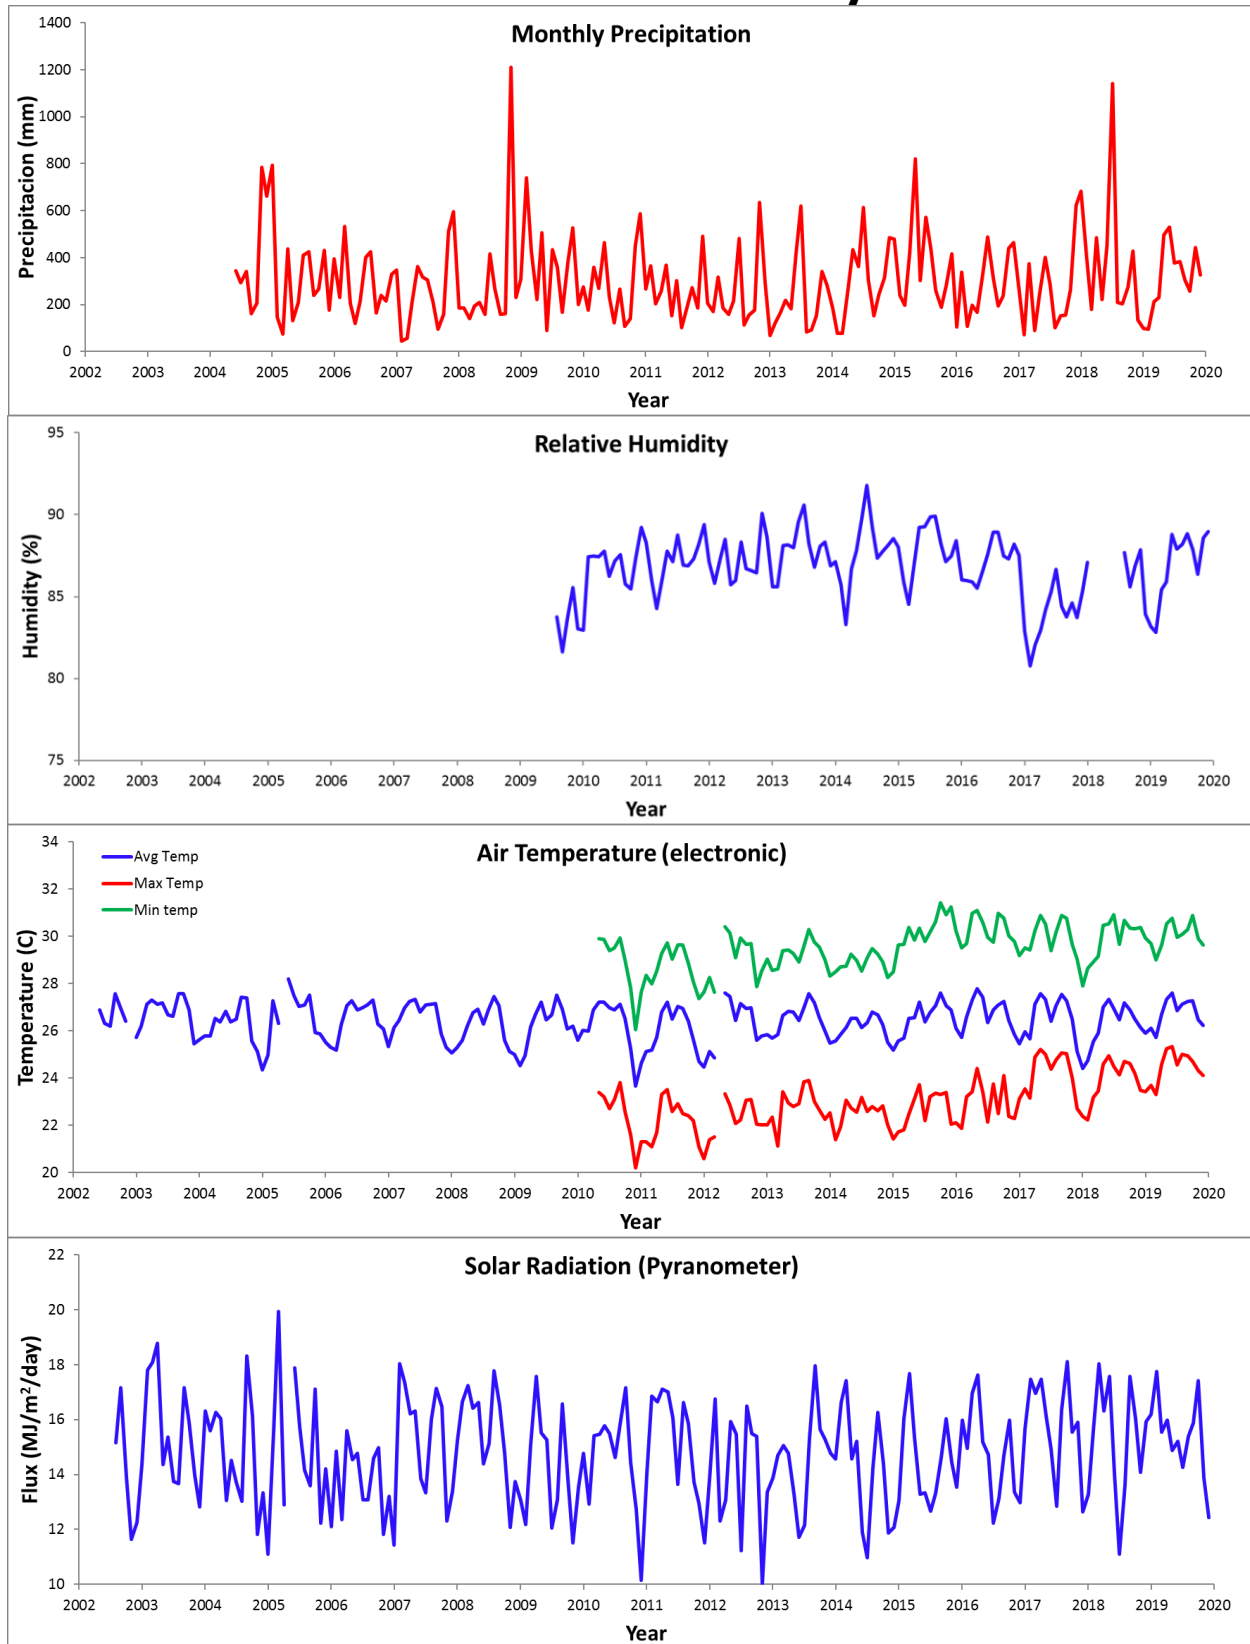 Monthly Precipitation
Precipitacion (mm)
1400
1200
1000
800
600
400
200
0
2002 2003 2004 2005 2006 2007 2008 2009 2010 2011 2012 2013 2014 2015 2016 2017 2018 2019 2020
Year
Relative Humidity
Humidity (%)
95
90
85
80
75
2002 2003 2004 2005 2006 2007 2008 2009 2010 2011 2012 2013 2014 2015 2016 2017 2018 2019 2020
Year
Air Temperature (electronic)
Avg Temp
Max Temp
Min temp
Temperature (C)
34
32
30
28
26
24
22
20
2002 2003 2004 2005 2006 2007 2008 2009 2010 2011 2012 2013 2014 2015 2016 2017 2018 2019 2020
Year
Solar Radiation (Pyranometer)
Flux (MJ/m²/day)
22
20
18
16
14
12
10
2002 2003 2004 2005 2006 2007 2008 2009 2010 2011 2012 2013 2014 2015 2016 2017 2018 2019 2020
Year